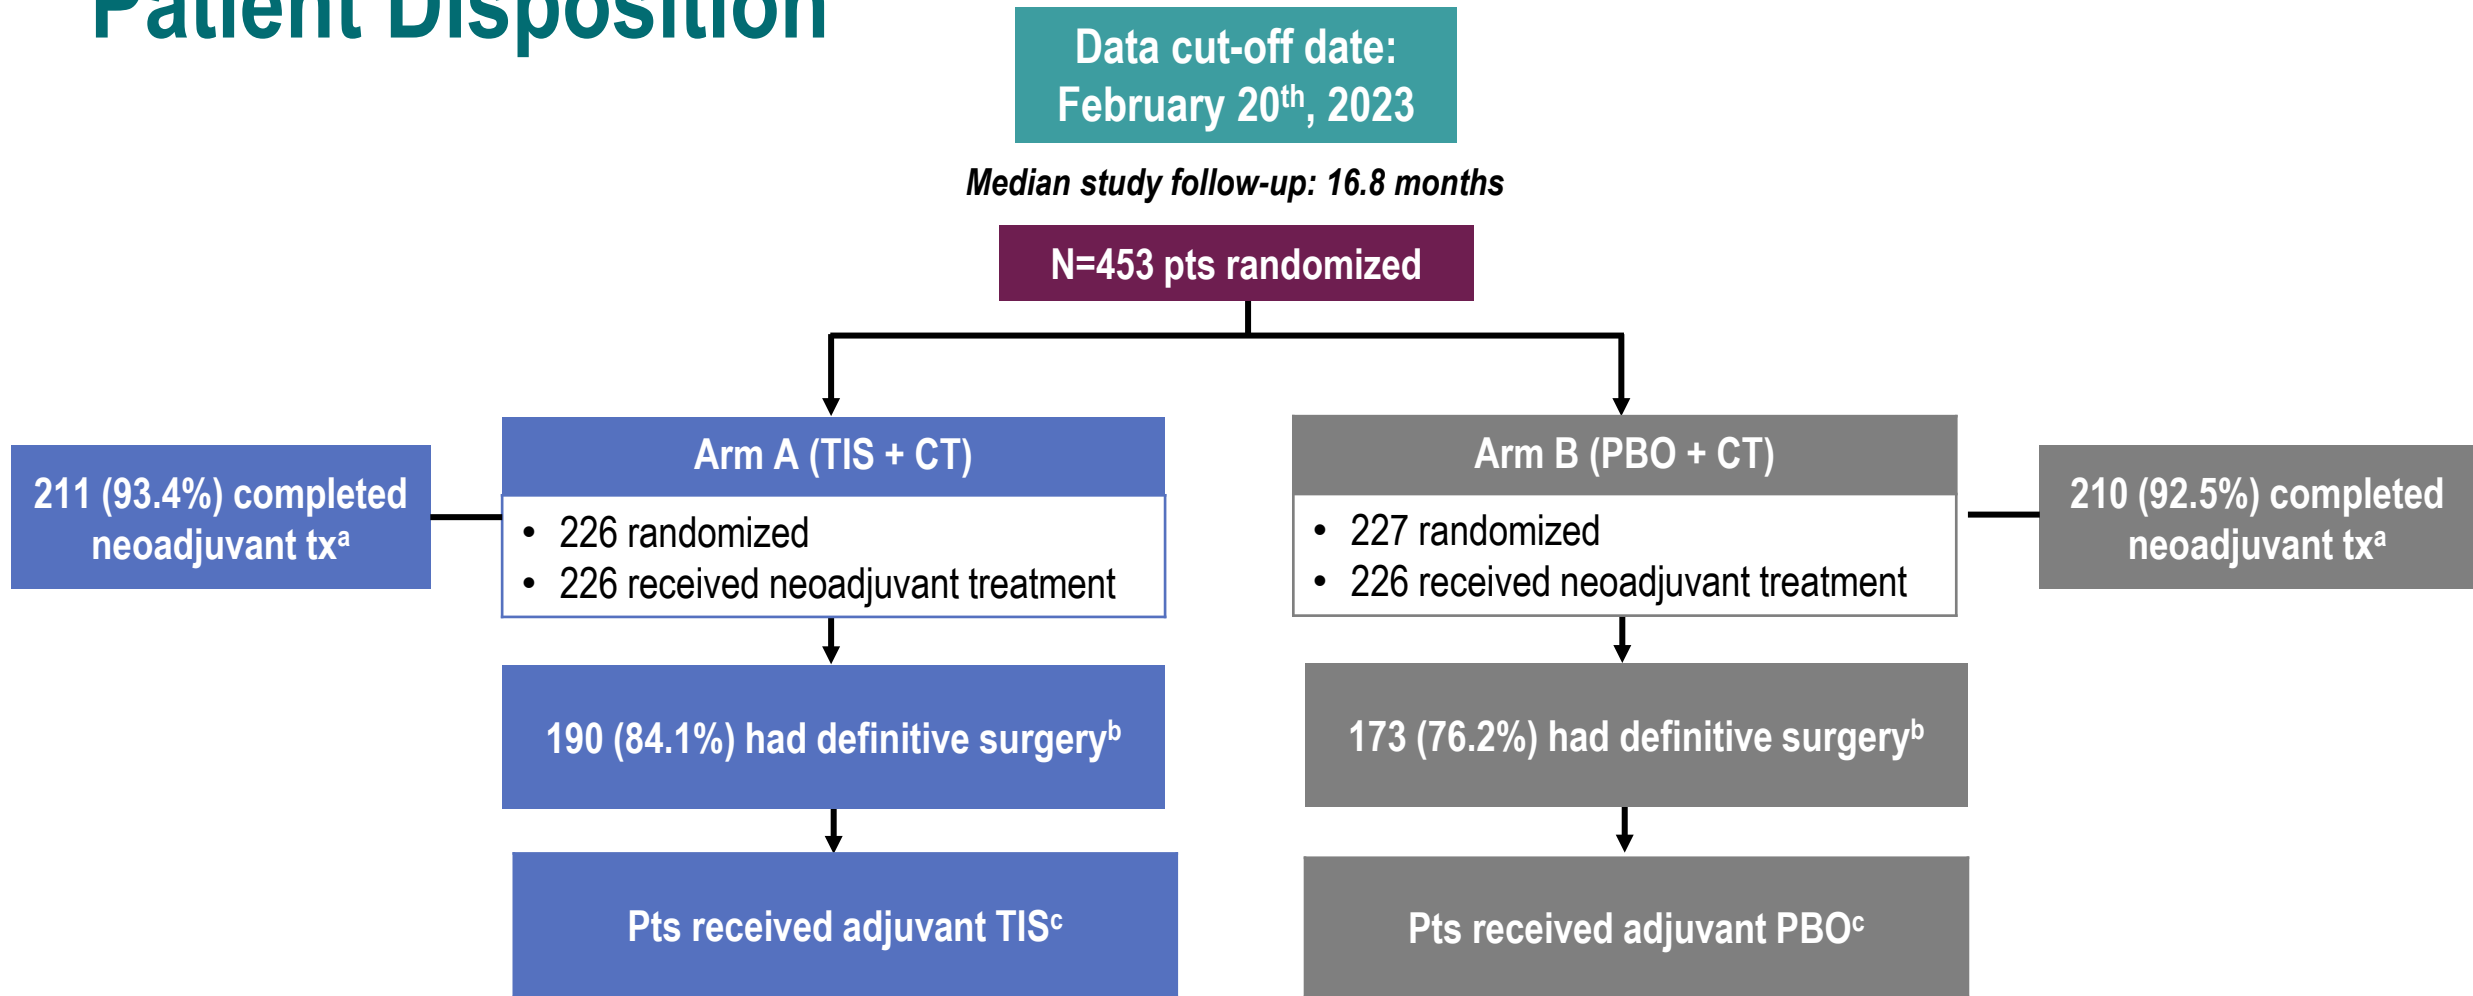 Patient Disposition
Data cut-off date:
February 20th, 2023
Median study follow-up: 16.8 months
N=453 pts randomized
211 (93.4%) completed
neoadjuvant txa
Arm A (TIS + CT)
• 226 randomized
• 226 received neoadjuvant treatment
Arm B (PBO + CT)
• 227 randomized
• 226 received neoadjuvant treatment
210 (92.5%) completed
neoadjuvant txa
190 (84.1%) had definitive surgeryb
173 (76.2%) had definitive surgeryb
Pts received adjuvant TISc
Pts received adjuvant PBOc